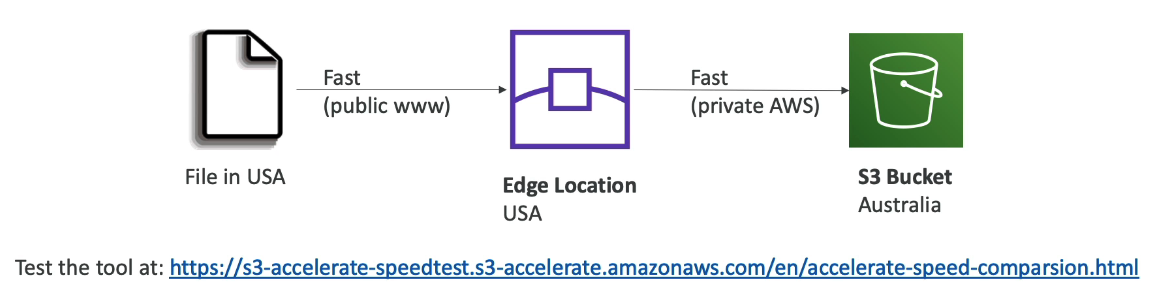 Fast
(public www)
Fast
(private AWS)
File in USA
Edge Location
USA
S3 Bucket
Australia
Test the tool at: https://s3-accelerate-speedtest.s3-accelerate.amazonaws.com/en/accelerate-speed-comparsion.html